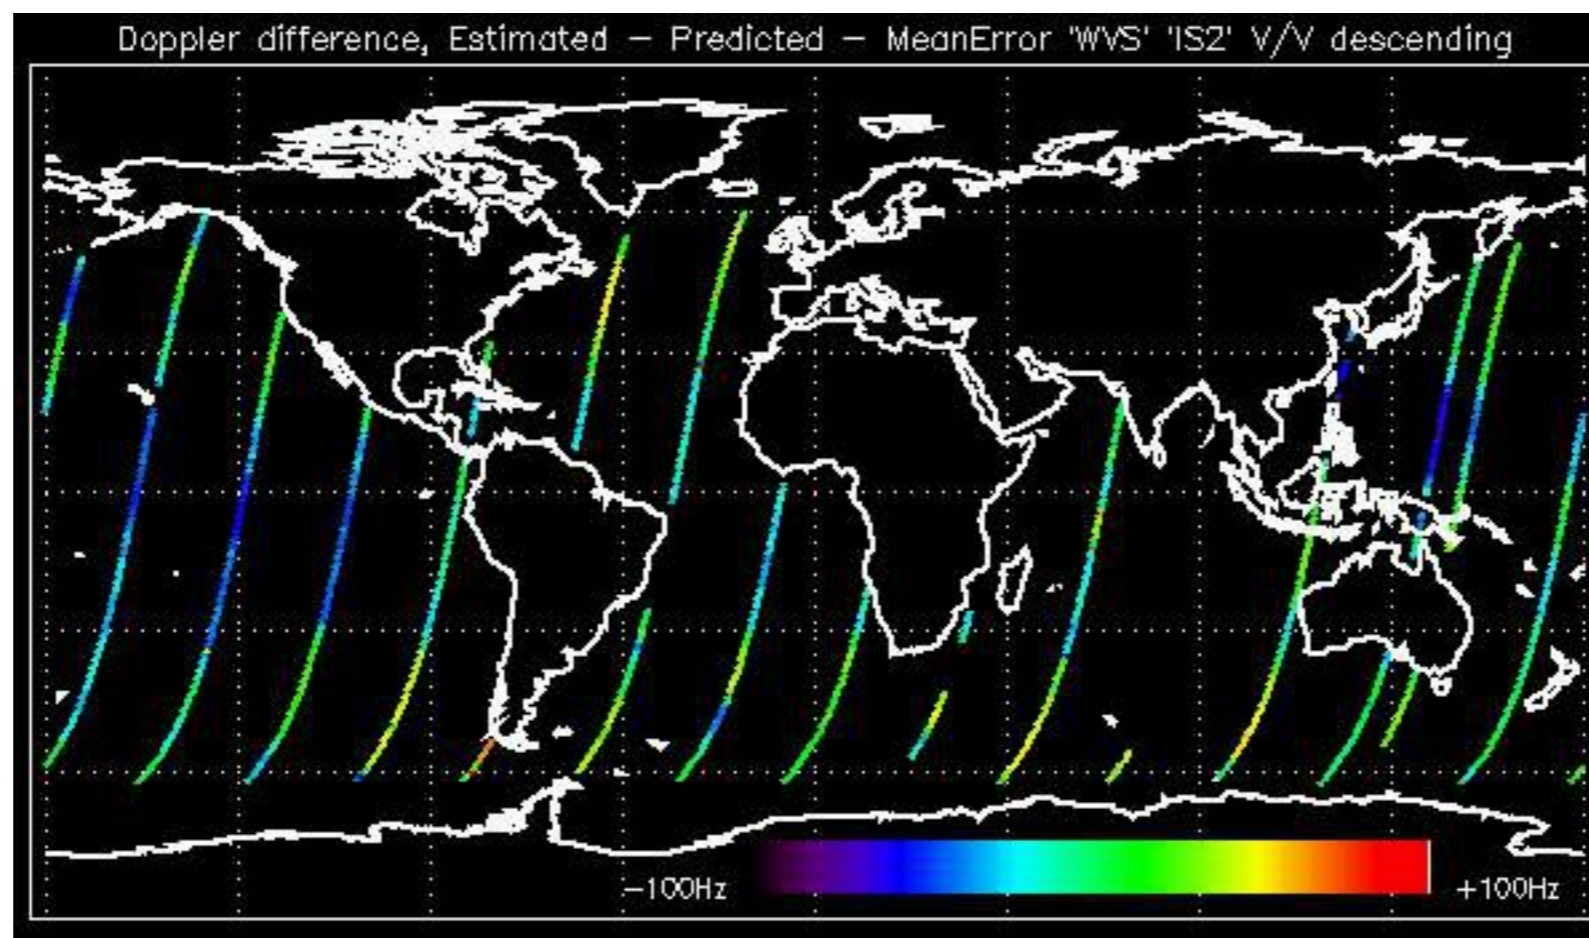 Doppler difference, Estimated – Predicted – MeanError 'WVS' 'IS2' V/V descending
–100Hz
+100Hz